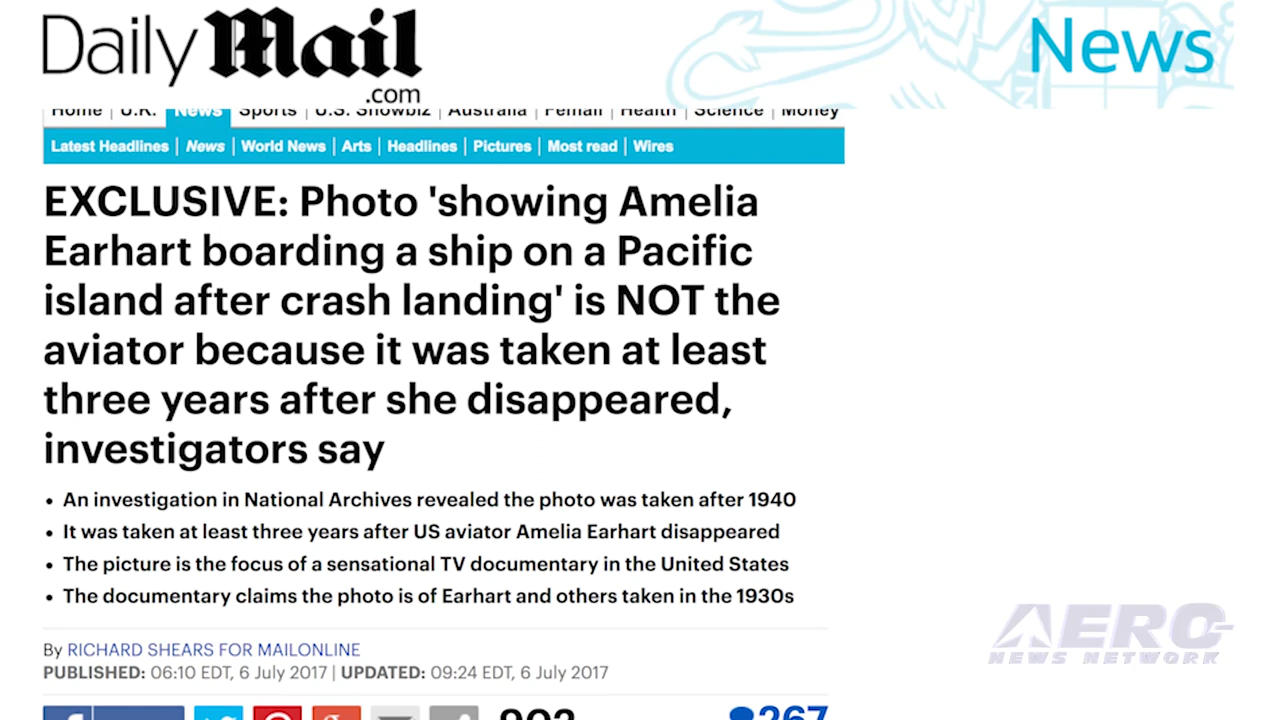 Daily Mail
.com
News
Home | U.K. | News | Sports | U.S. Showbiz | Australia | Femail | Health | Science | Money
Latest Headlines | News | World News | Arts | Headlines | Pictures | Most read | Wires
EXCLUSIVE: Photo 'showing Amelia
Earhart boarding a ship on a Pacific
island after crash landing' is NOT the
aviator because it was taken at least
three years after she disappeared,
investigators say
• An investigation in National Archives revealed the photo was taken after 1940
• It was taken at least three years after US aviator Amelia Earhart disappeared
• The picture is the focus of a sensational TV documentary in the United States
• The documentary claims the photo is of Earhart and others taken in the 1930s
By RICHARD SHEARS FOR MAILONLINE
PUBLISHED: 06:10 EDT, 6 July 2017 | UPDATED: 09:24 EDT, 6 July 2017
267
AERO
NEWS NETWORK